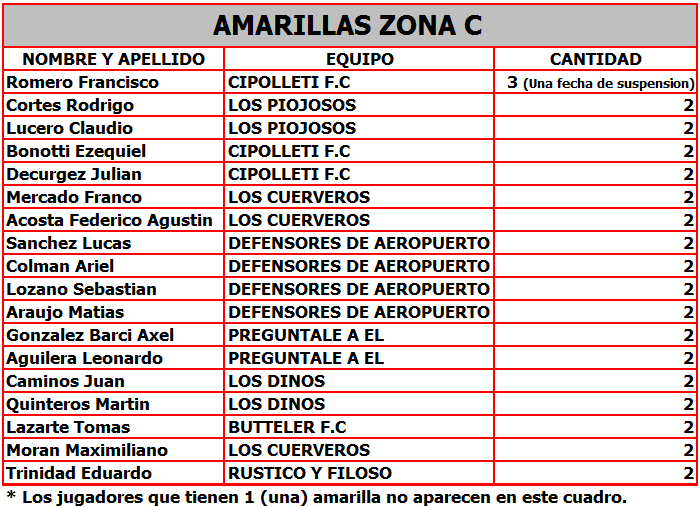 AMARILLAS ZONA C
NOMBRE Y APELLIDO EQUIPO CANTIDAD
Romero Francisco CIPOLLETI F.C 3 (Una fecha de suspension)
Cortes Rodrigo LOS PIOJOSOS 2
Lucero Claudio LOS PIOJOSOS 2
Bonotti Ezequiel CIPOLLETI F.C 2
Decurgez Julian CIPOLLETI F.C 2
Mercado Franco LOS CUERVEROS 2
Acosta Federico Agustin LOS CUERVEROS 2
Sanchez Lucas DEFENSORES DE AEROPUERTO 2
Colman Ariel DEFENSORES DE AEROPUERTO 2
Lozano Sebastian DEFENSORES DE AEROPUERTO 2
Araujo Matias DEFENSORES DE AEROPUERTO 2
Gonzalez Barci Axel PREGUNTALE A EL 2
Aguilera Leonardo PREGUNTALE A EL 2
Caminos Juan LOS DINOS 2
Quinteros Martin LOS DINOS 2
Lazarte Tomas BUTTELER F.C 2
Moran Maximiliano LOS CUERVEROS 2
Trinidad Eduardo RUSTICO Y FILOSO 2
* Los jugadores que tienen 1 (una) amarilla no aparecen en este cuadro.